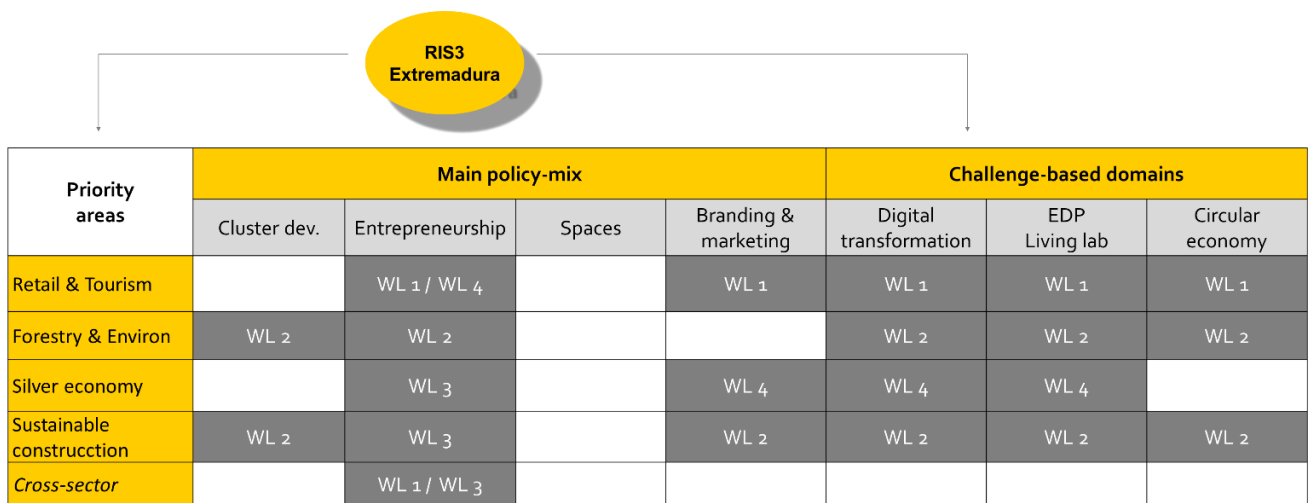 RIS3
Extremadura
Priority
areas
Main policy-mix
Challenge-based domains
Cluster dev.
Entrepreneurship
Spaces
Branding &
marketing
Digital
transformation
EDP
Living lab
Circular
economy
Retail & Tourism
WL 1 / WL 4
WL 1
WL 1
WL 1
WL 1
Forestry & Environ
WL 2
WL 2
WL 2
WL 2
WL 2
Silver economy
WL 3
WL 4
WL 4
WL 4
Sustainable
construcction
WL 2
WL 3
WL 2
WL 2
WL 2
WL 2
Cross-sector
WL 1 / WL 3